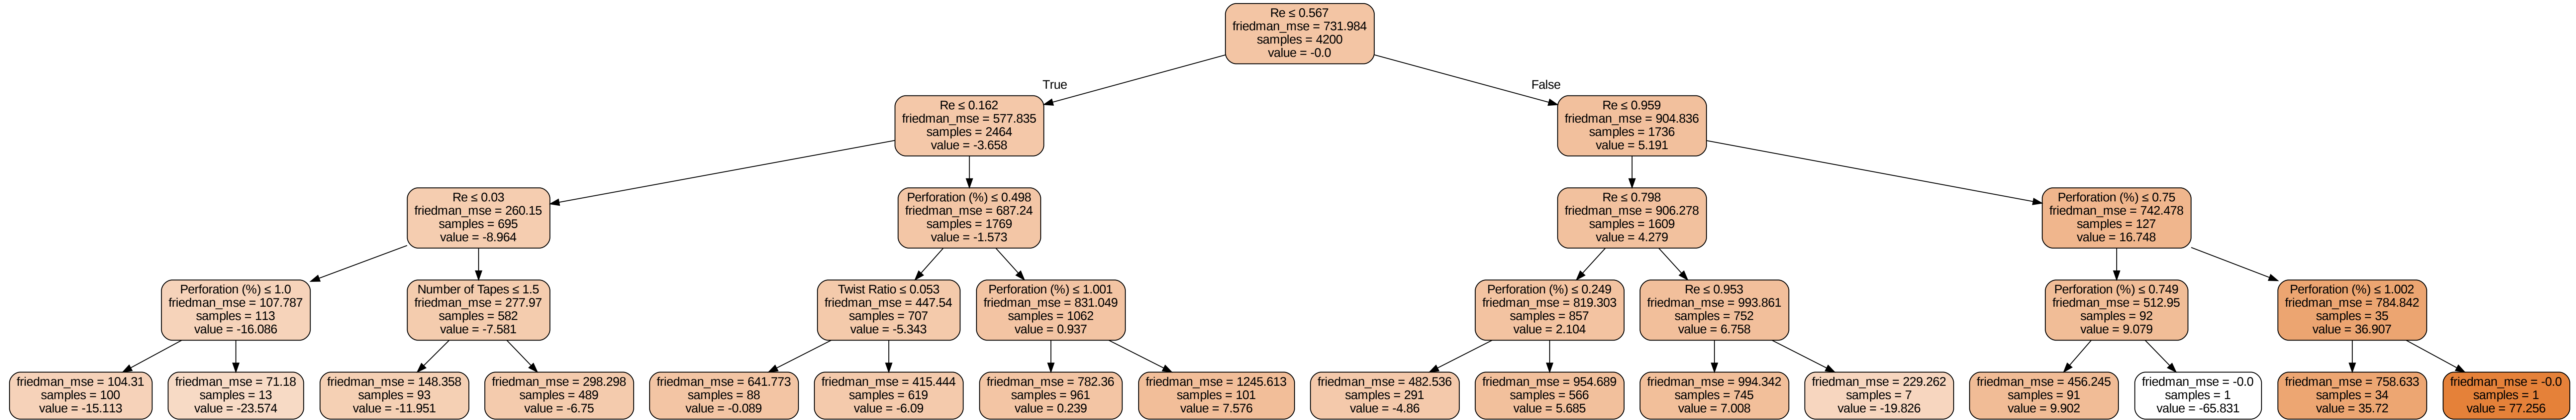 Re ≤ 0.567
friedman_mse = 731.984
samples = 4200
value = -0.0
True
False
Re ≤ 0.162
friedman_mse = 577.835
samples = 2464
value = -3.658
Re ≤ 0.959
friedman_mse = 904.836
samples = 1736
value = 5.191
Re ≤ 0.03
friedman_mse = 260.15
samples = 695
value = -8.964
Perforation (%) ≤ 0.498
friedman_mse = 687.24
samples = 1769
value = -1.573
Re ≤ 0.798
friedman_mse = 906.278
samples = 1609
value = 4.279
Perforation (%) ≤ 0.75
friedman_mse = 742.478
samples = 127
value = 16.748
Perforation (%) ≤ 1.0
friedman_mse = 107.787
samples = 113
value = -16.086
Number of Tapes ≤ 1.5
friedman_mse = 277.97
samples = 582
value = -7.581
Twist Ratio ≤ 0.053
friedman_mse = 447.54
samples = 707
value = -5.343
Perforation (%) ≤ 1.001
friedman_mse = 831.049
samples = 1062
value = 0.937
Perforation (%) ≤ 0.249
friedman_mse = 819.303
samples = 857
value = 2.104
Re ≤ 0.953
friedman_mse = 993.861
samples = 752
value = 6.758
Perforation (%) ≤ 0.749
friedman_mse = 512.95
samples = 92
value = 9.079
Perforation (%) ≤ 1.002
friedman_mse = 784.842
samples = 35
value = 36.907
friedman_mse = 104.31
samples = 100
value = -15.113
friedman_mse = 71.18
samples = 13
value = -23.574
friedman_mse = 148.358
samples = 93
value = -11.951
friedman_mse = 298.298
samples = 489
value = -6.75
friedman_mse = 641.773
samples = 88
value = -0.089
friedman_mse = 415.444
samples = 619
value = -6.09
friedman_mse = 782.36
samples = 961
value = 0.239
friedman_mse = 1245.613
samples = 101
value = 7.576
friedman_mse = 482.536
samples = 291
value = -4.86
friedman_mse = 954.689
samples = 566
value = 5.685
friedman_mse = 994.342
samples = 745
value = 7.008
friedman_mse = 229.262
samples = 7
value = -19.826
friedman_mse = 456.245
samples = 91
value = 9.902
friedman_mse = -0.0
samples = 1
value = -65.831
friedman_mse = 758.633
samples = 34
value = 35.72
friedman_mse = -0.0
samples = 1
value = 77.256